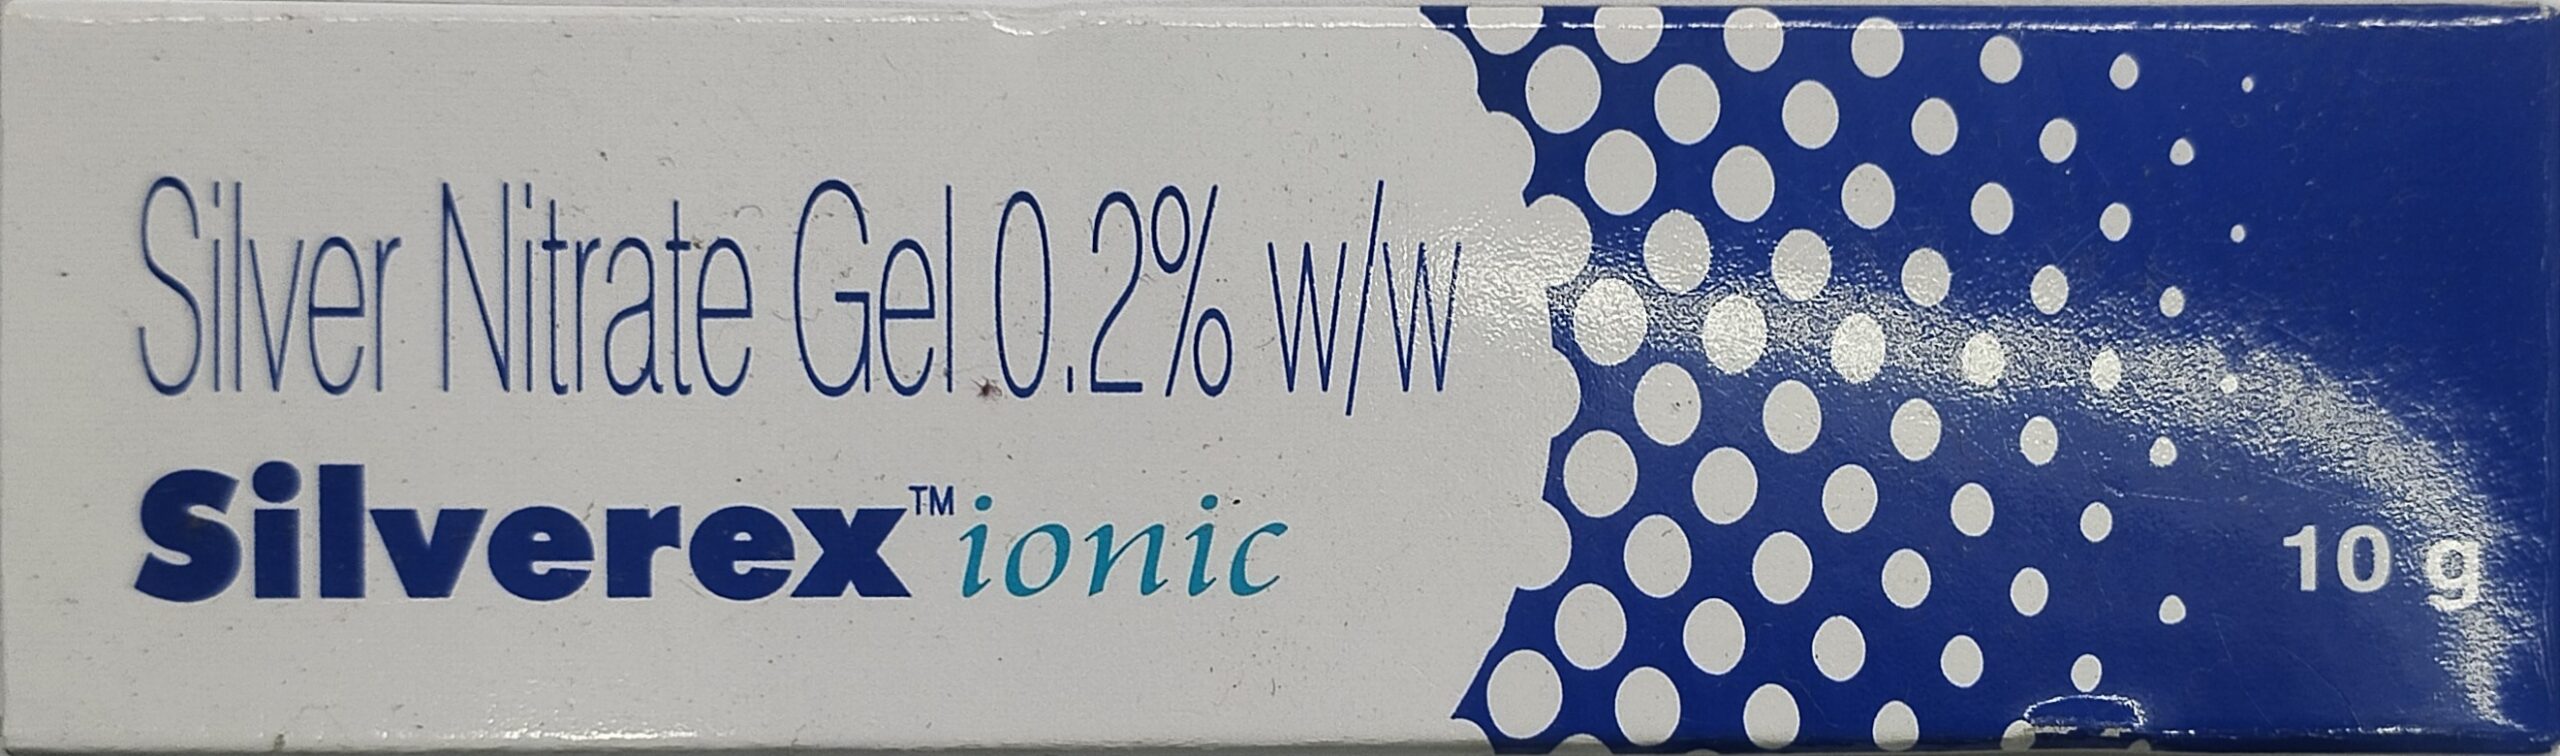 Silver Nitrate Gel 0.2% w/w
Silverex™ ionic
10 g